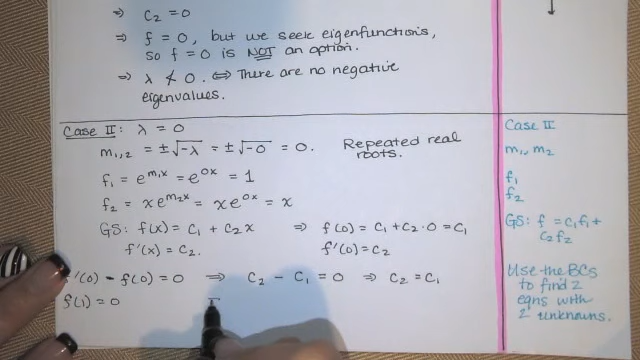 ⇒ C₂ = 0
⇒ f = 0, but we seek eigenfunctions,
so f = 0 is NOT an option.
⇒ λ ≮ 0. ⇔ There are no negative
eigenvalues.
Case II: λ = 0
m₁,₂ = ±√-λ = ±√-0 = 0. Repeated real
roots.
f₁ = e^{m₁x} = e^{0x} = 1
f₂ = xe^{m₂x} = xe^{0x} = x
GS: f(x) = C₁ + C₂x ⇒ f(0) = C₁ + C₂·0 = C₁
f'(x) = C₂. f'(0) = C₂
'(0) - f(0) = 0 ⇒ C₂ - C₁ = 0 ⇒ C₂ = C₁
f(1) = 0
Case II
m₁, m₂
f₁
f₂
GS: f = C₁f₁ +
C₂f₂
Use the BCs
to find 2
eqns with
2 unknowns.